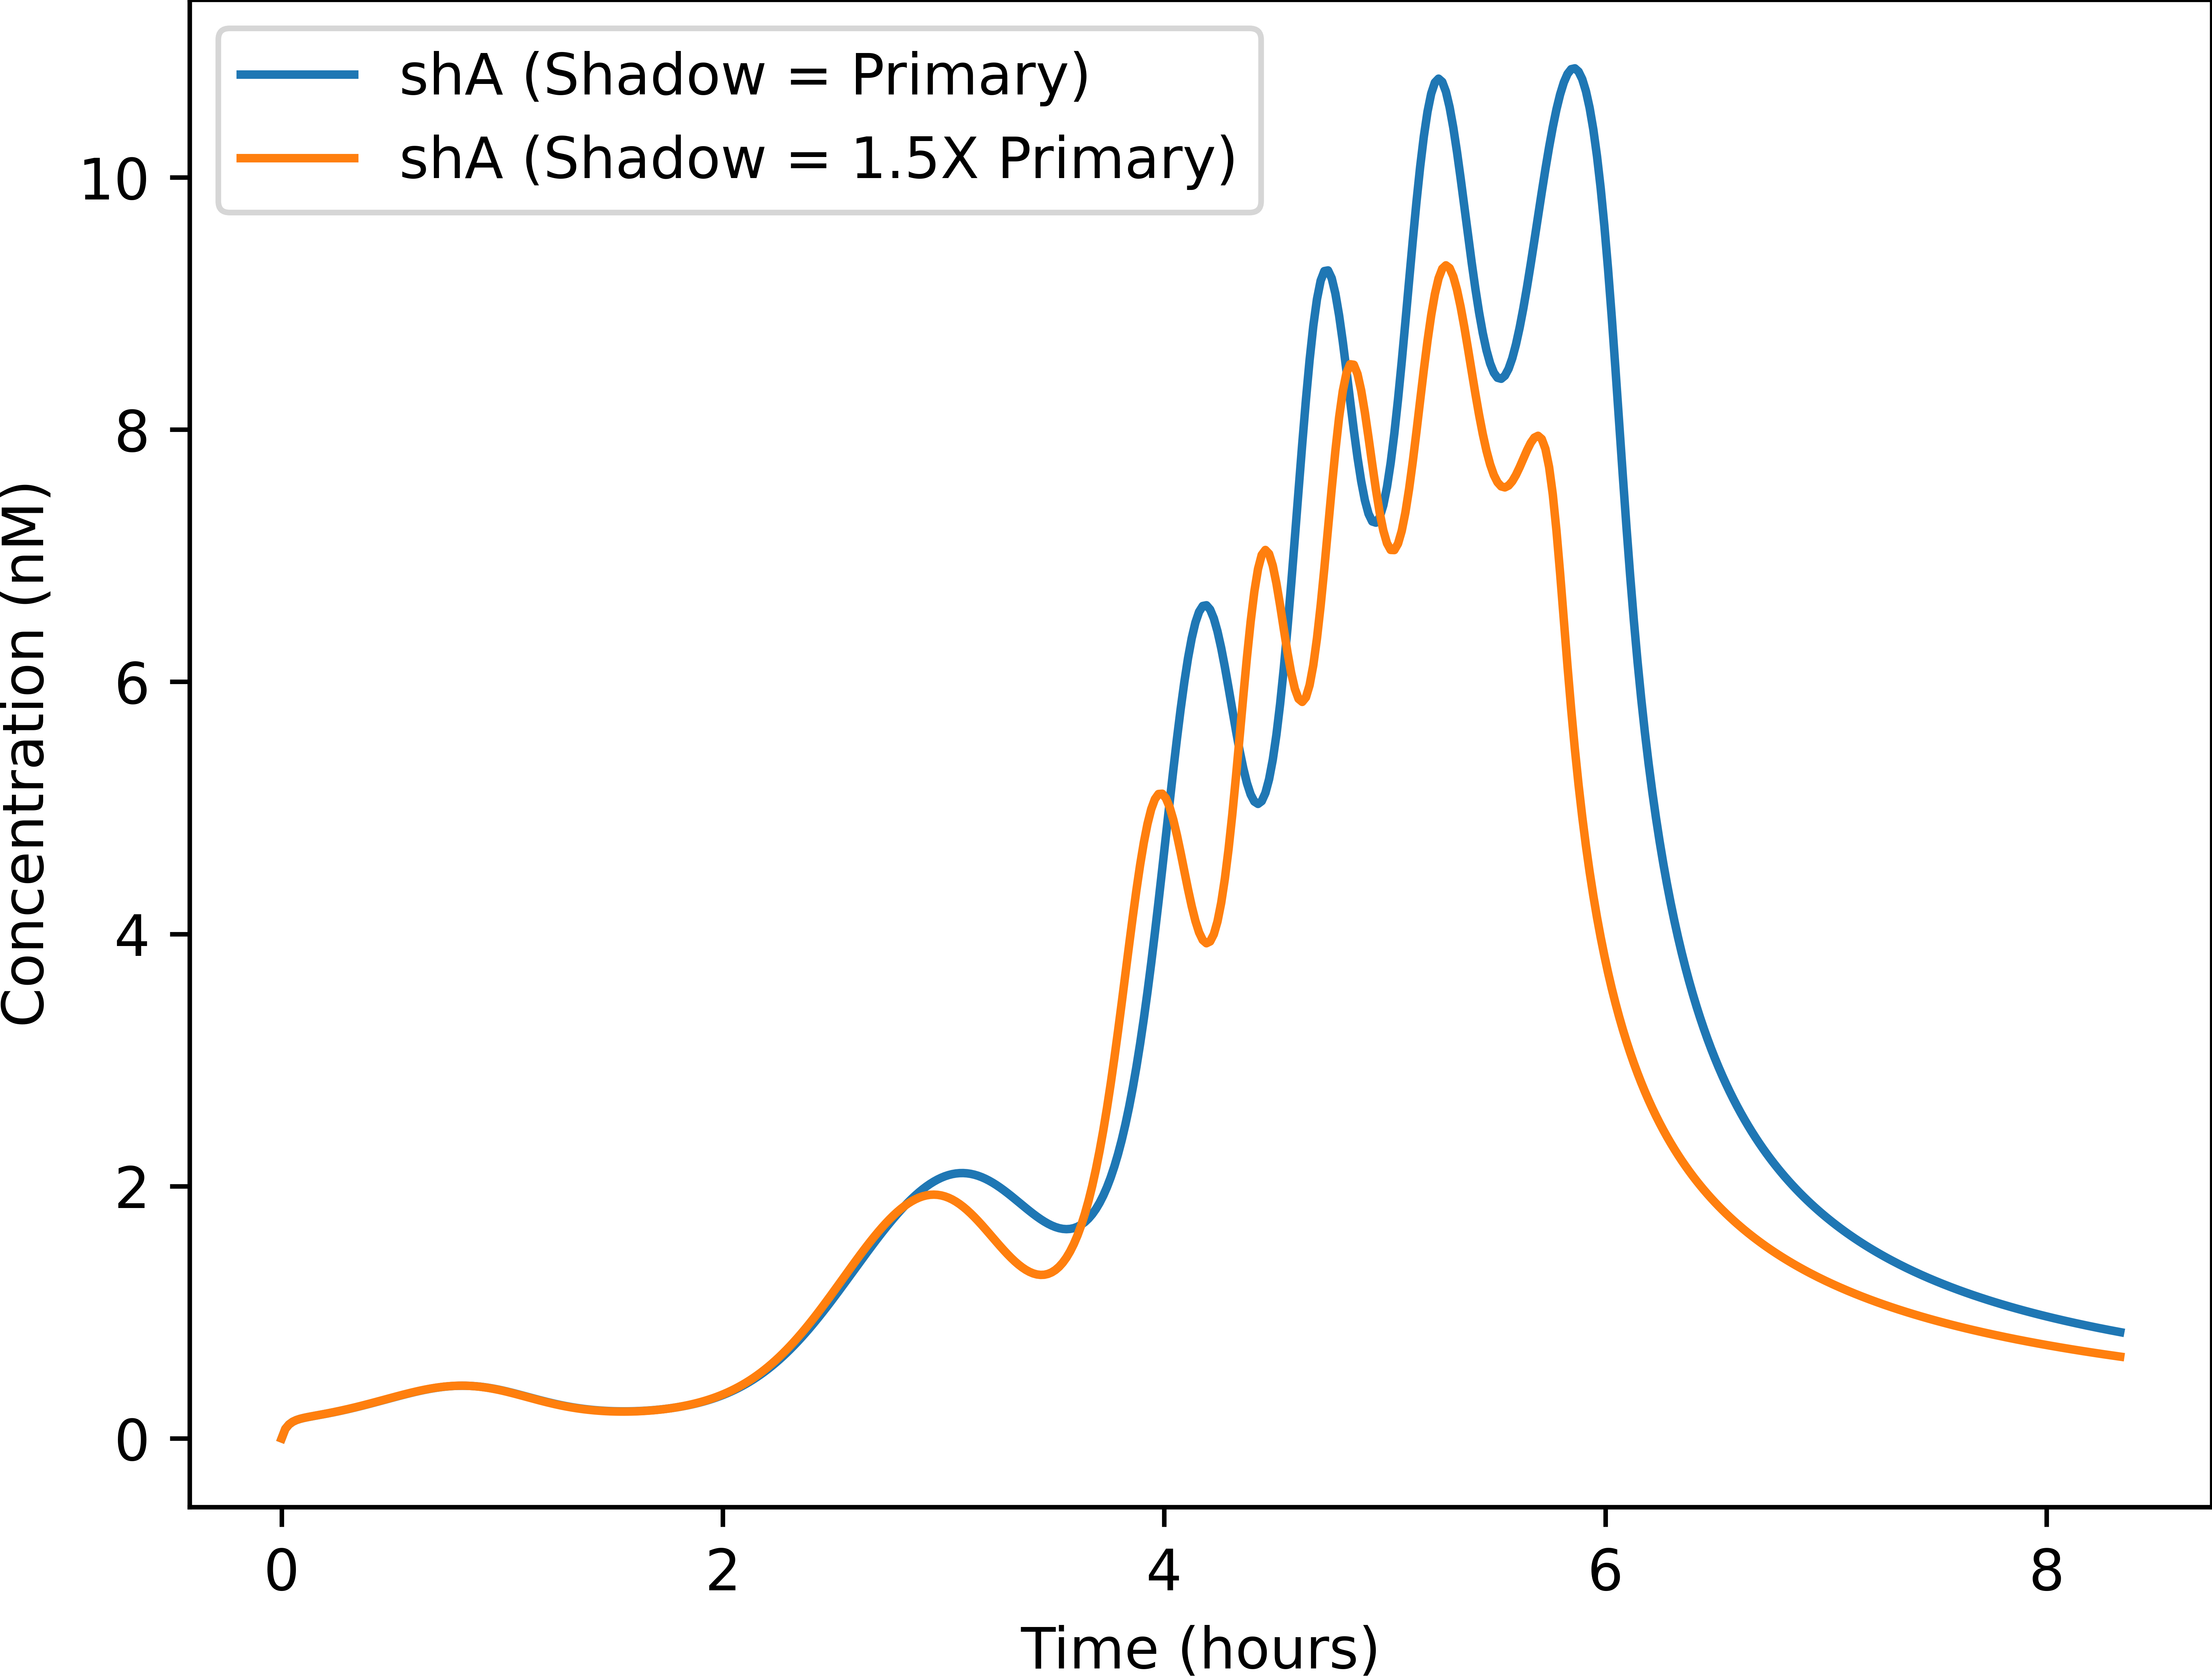 shA (Shadow = Primary)
shA (Shadow = 1.5X Primary)
10
8
6
4
2
0
Concentration (nM)
0 2 4 6 8
Time (hours)